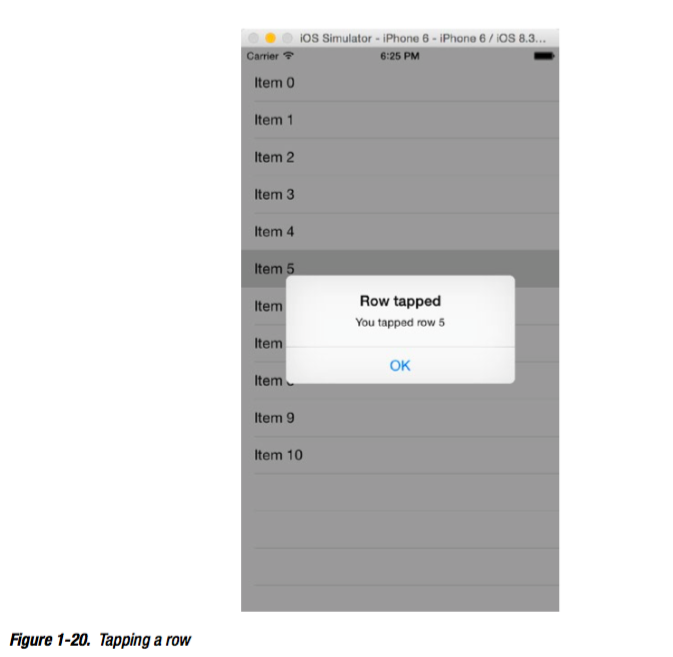 iOS Simulator - iPhone 6 - iPhone 6 / iOS 8.3...
Carrier 6:25 PM
Item 0
Item 1
Item 2
Item 3
Item 4
Item 5
Item
Item
Item
Item 9
Item 10
Row tapped
You tapped row 5
OK
Figure 1-20. Tapping a row